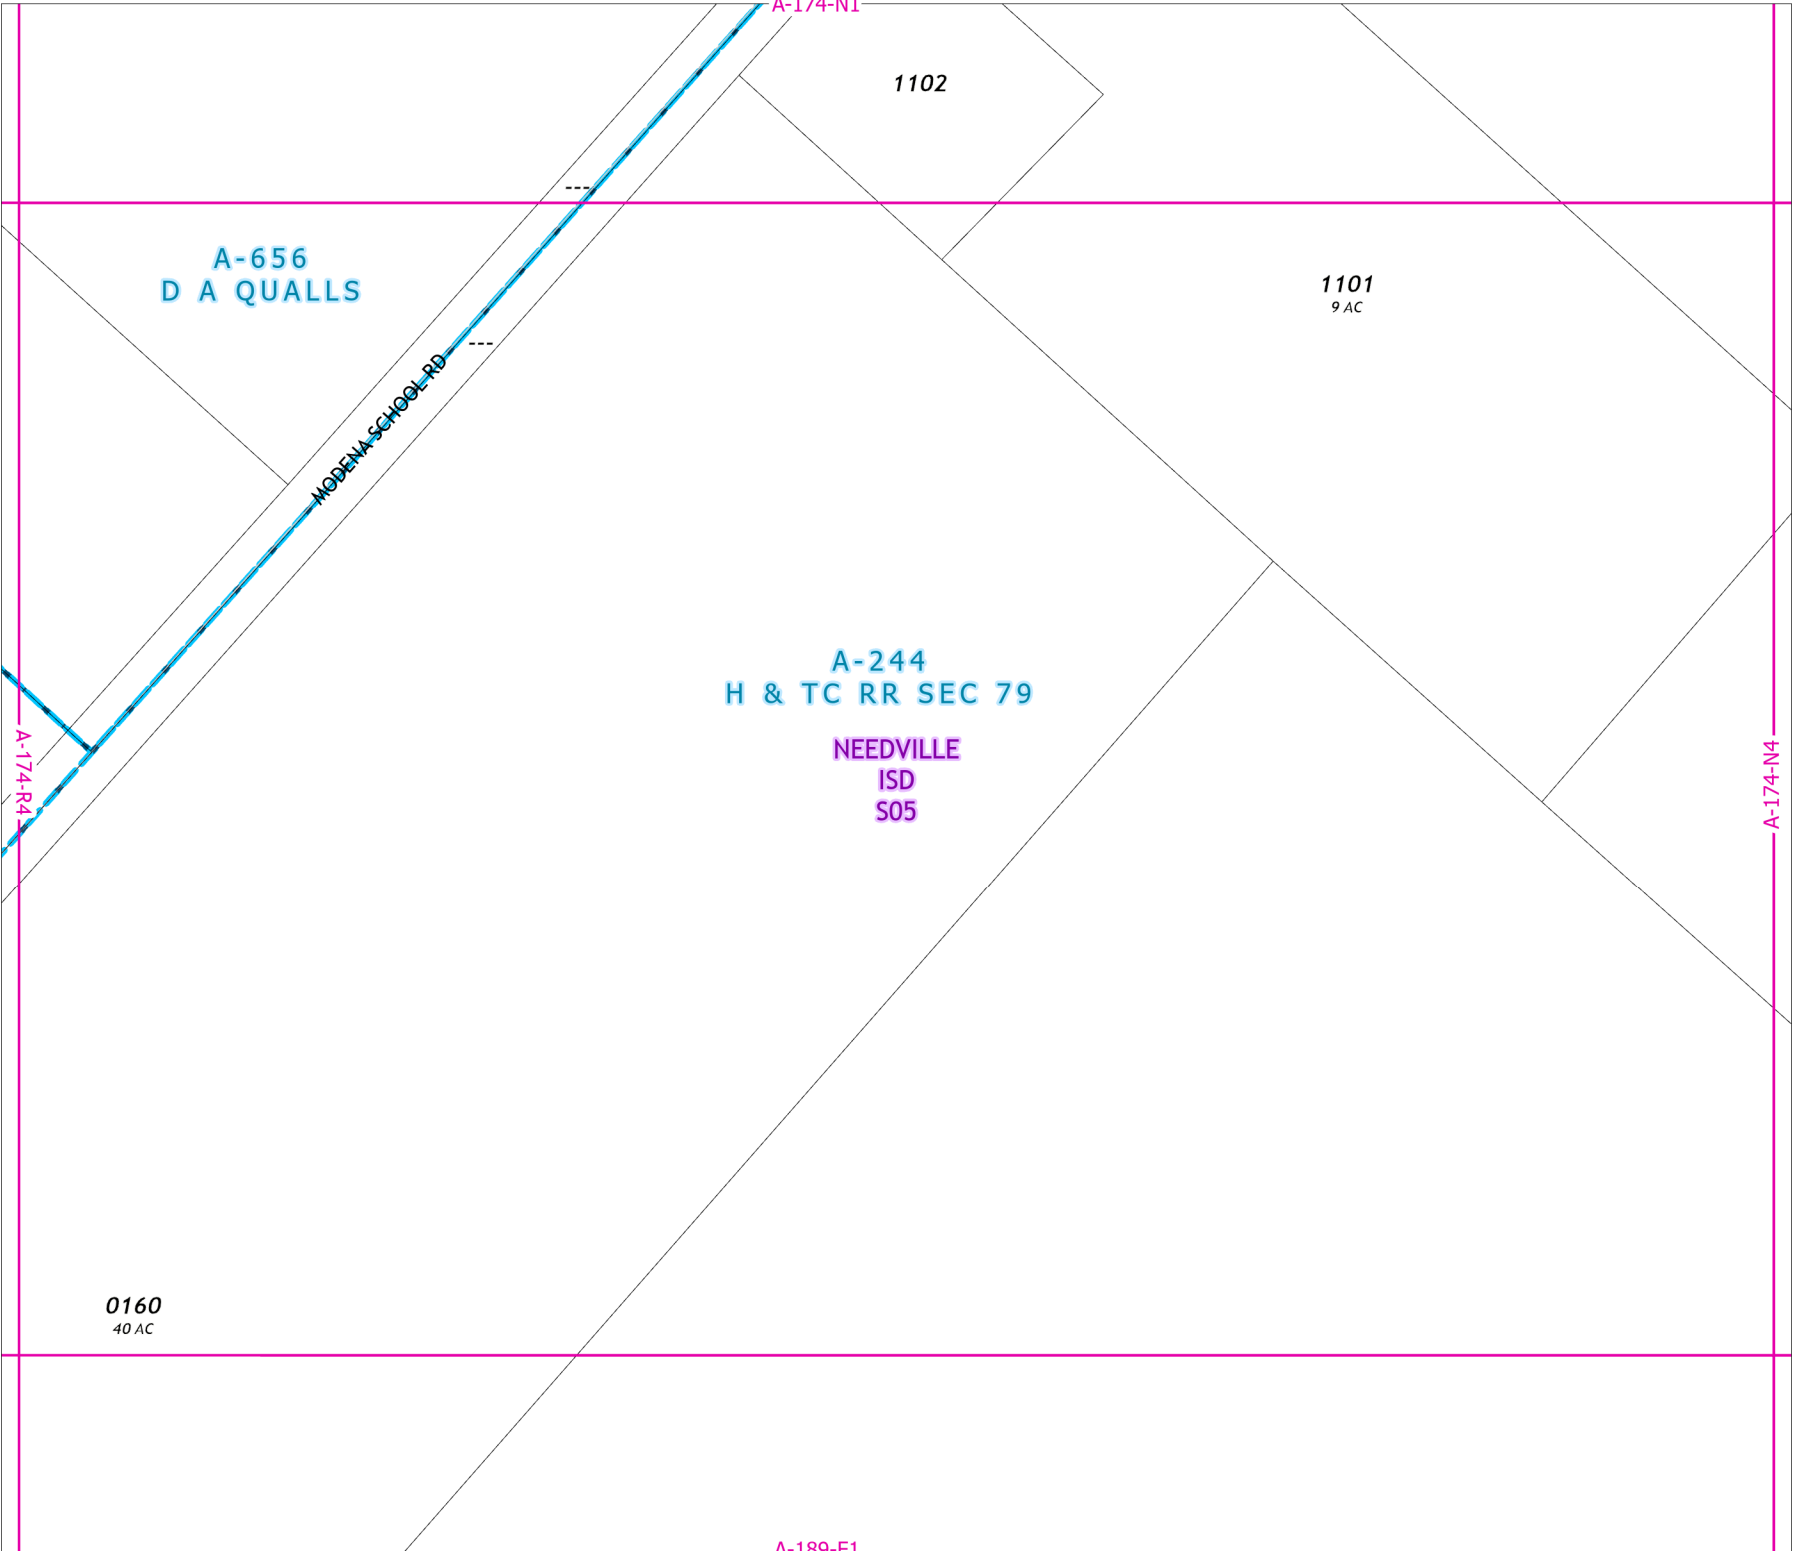 A-174-N1
1102
---
A-656
D A QUALLS
1101
9 AC
---
MODENA SCHOOL RD
A-244
H & TC RR SEC 79
NEEDVILLE
ISD
S05
A-174-R4
A-174-N4
0160
40 AC
A-189-F1